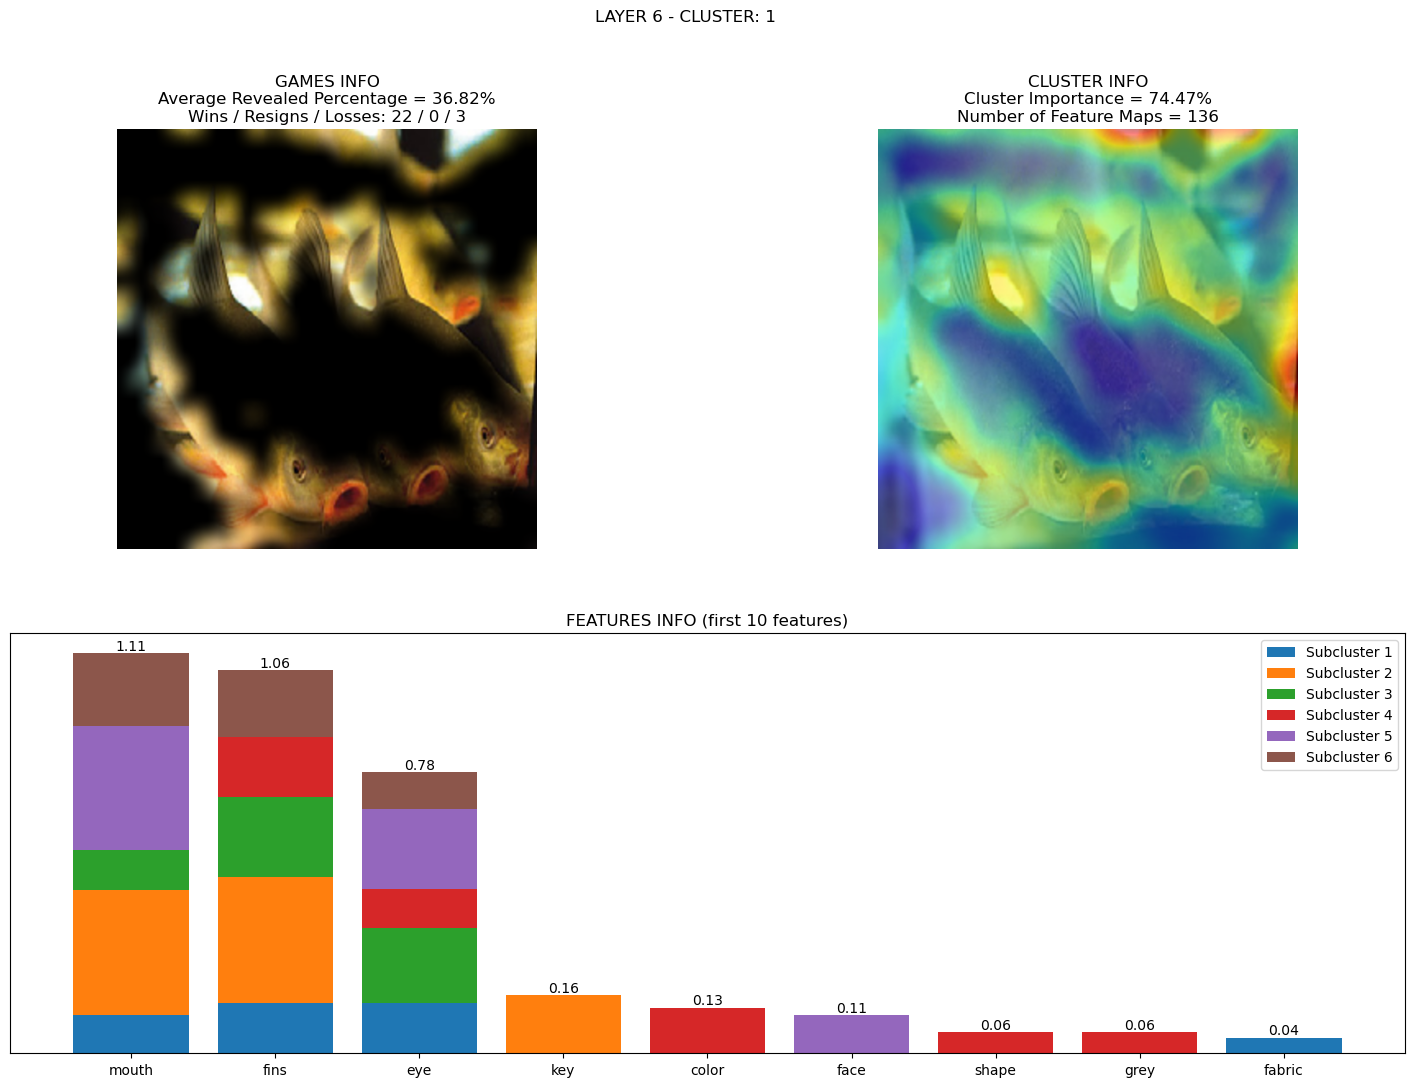 LAYER 6 - CLUSTER: 1
GAMES INFO
Average Revealed Percentage = 36.82%
Wins / Resigns / Losses: 22 / 0 / 3
CLUSTER INFO
Cluster Importance = 74.47%
Number of Feature Maps = 136
FEATURES INFO (first 10 features)
1.11
1.06
0.78
0.16
0.13
0.11
0.06
0.06
0.04
Subcluster 1
Subcluster 2
Subcluster 3
Subcluster 4
Subcluster 5
Subcluster 6
mouth
fins
eye
key
color
face
shape
grey
fabric